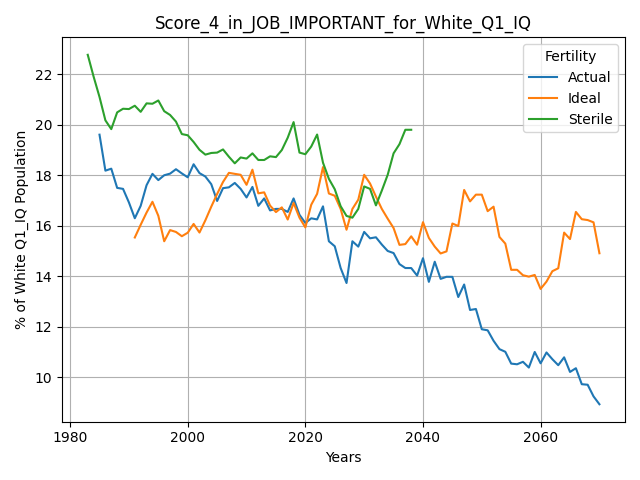 Score_4_in_JOB_IMPORTANT_for_White_Q1_IQ
Fertility
Actual
Ideal
Sterile
% of White Q1_IQ Population
22
20
18
16
14
12
10
1980
2000
2020
2040
2060
Years